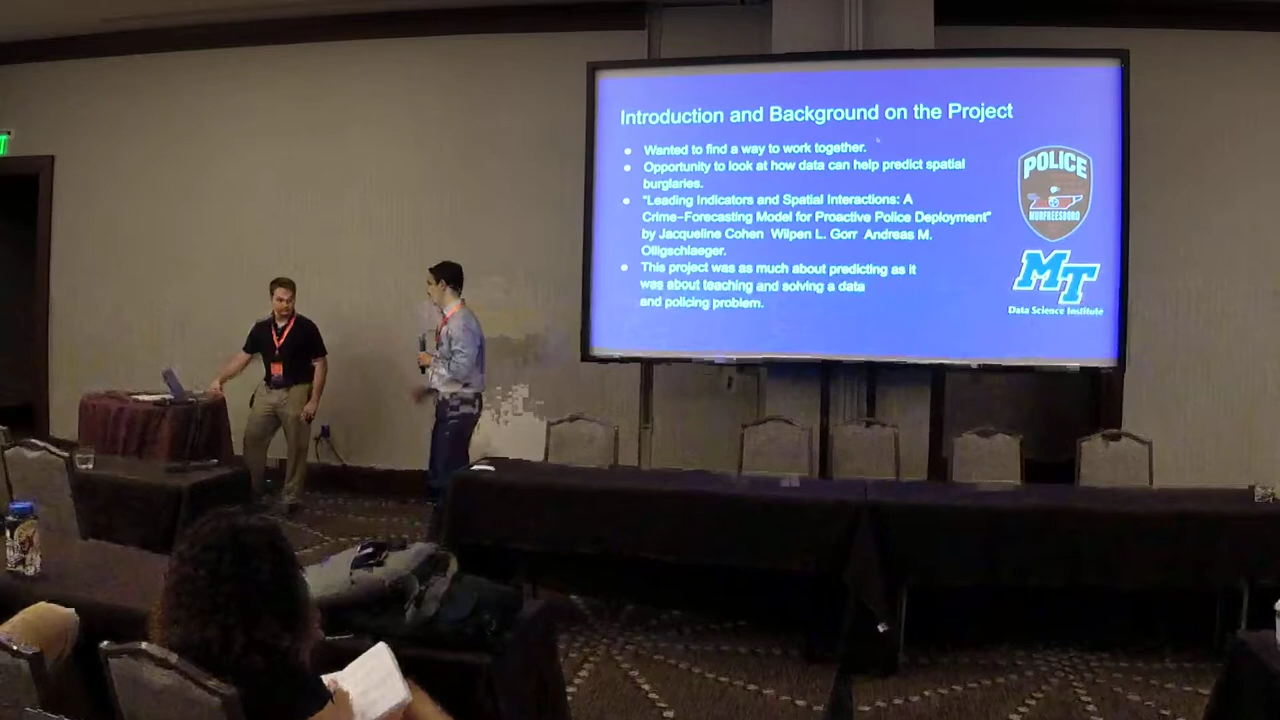 Introduction and Background on the Project
● Wanted to find a way to work together.
● Opportunity to look at how data can help predict spatial
burglaries.
● “Leading Indicators and Spatial Interactions: A
Crime–Forecasting Model for Proactive Police Deployment”
by Jacqueline Cohen Wilpen L. Gorr Andreas M.
Olligschlaeger.
● This project was as much about predicting as it
was about teaching and solving a data
and policing problem.
POLICE
MURFREESBORO
MT
Data Science Institute